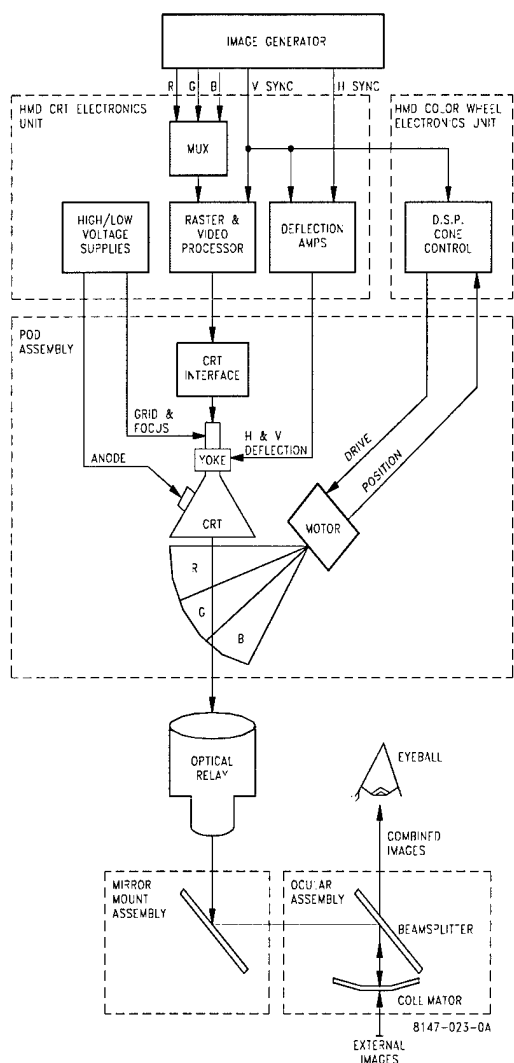 IMAGE GENERATOR
R G B V SYNC H SYNC
HMD CRT ELECTRONICS
UNIT
HMD COLOR WHEEL
ELECTRONICS UNIT
MUX
HIGH/LOW
VOLTAGE
SUPPLIES
RASTER &
VIDEO
PROCESSOR
DEFLECTION
AMPS
D.S.P.
CONE
CONTROL
POD
ASSEMBLY
CRT
INTERFACE
GRID &
FOCUS
H & V
DEFLECTION
YOKE
ANODE
CRT
DRIVE
POSITION
MOTOR
R
G
B
OPTICAL
RELAY
EYEBALL
COMBINED
IMAGES
MIRROR
MOUNT
ASSEMBLY
OCULAR
ASSEMBLY
BEAMSPLITTER
COLLIMATOR
8147-023-0A
EXTERNAL
IMAGES